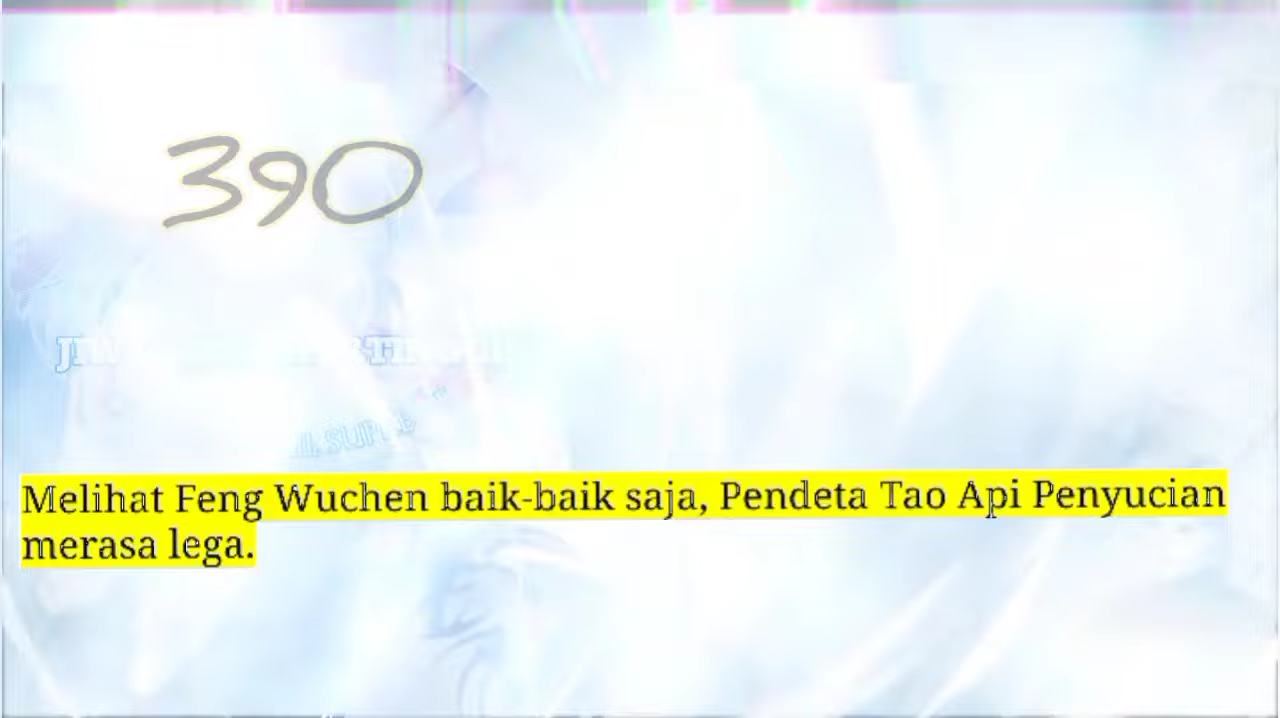 390
Melihat Feng Wuchen baik-baik saja, Pendeta Tao Api Penyucian
merasa lega.